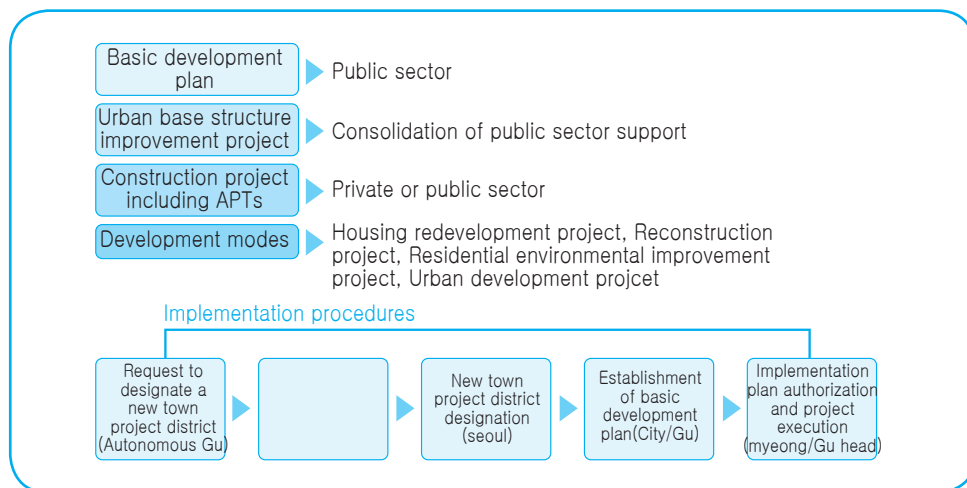 Basic development
plan
Public sector
Urban base structure
improvement project
Consolidation of public sector support
Construction project
including APTs
Private or public sector
Development modes
Housing redevelopment project, Reconstruction
project, Residential environmental improvement
project, Urban development projcet
Implementation procedures
Request to
designate a
new town
project district
(Autonomous Gu)
New town
project district
designation
(seoul)
Establishment
of basic
development
plan(City/Gu)
Implementation
plan authorization
and project
execution
(myeong/Gu head)